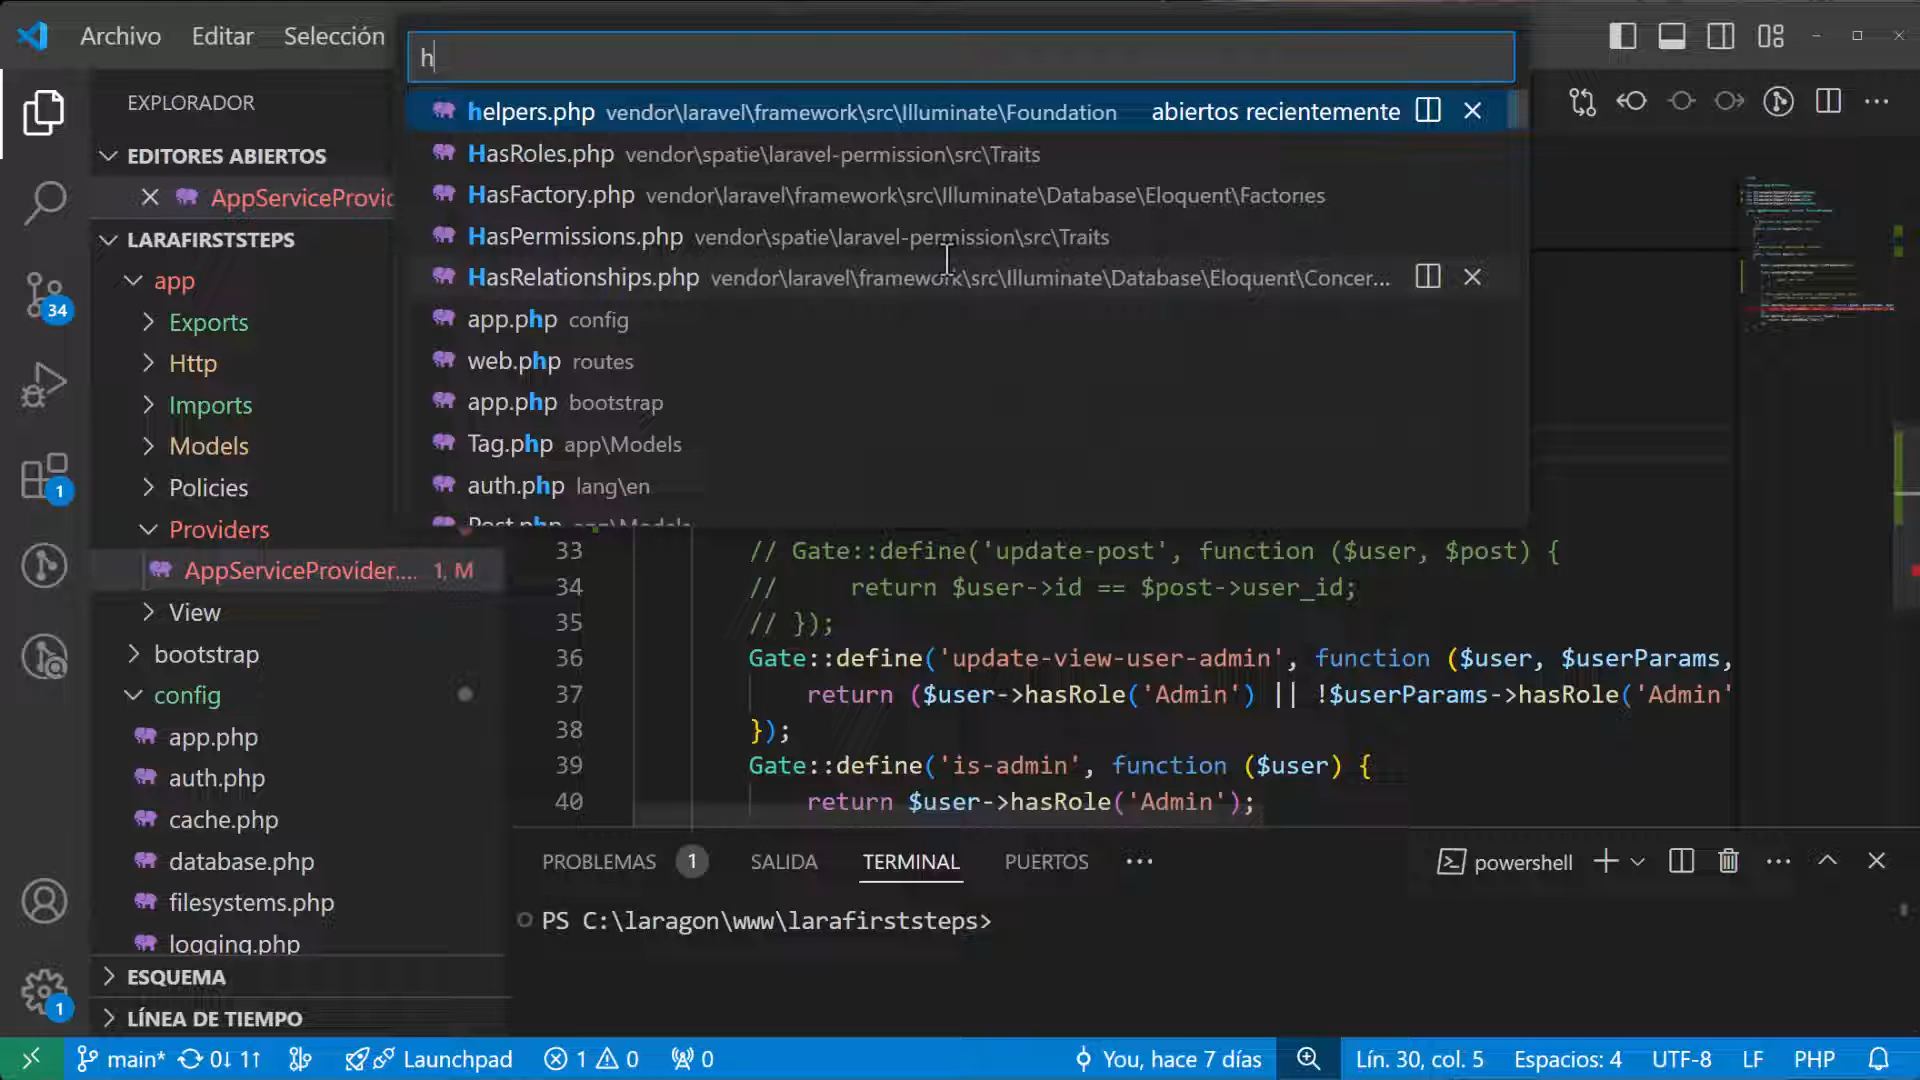 Archivo Editar Selección
h
EXPLORADOR
helpers.php vendor\laravel\framework\src\Illuminate\Foundation abiertos recientemente
HasRoles.php vendor\spatie\laravel-permission\src\Traits
HasFactory.php vendor\laravel\framework\src\Illuminate\Database\Eloquent\Factories
HasPermissions.php vendor\spatie\laravel-permission\src\Traits
HasRelationships.php vendor\laravel\framework\src\Illuminate\Database\Eloquent\Concer...
app.php config
web.php routes
app.php bootstrap
Tag.php app\Models
auth.php lang\en
Post.php app\Models
EDITORES ABIERTOS
AppServiceProvic
LARAFIRSTSTEPS
app
Exports
Http
Imports
Models
Policies
Providers
AppServiceProvider.... 1, M
View
bootstrap
config
app.php
auth.php
cache.php
database.php
filesystems.php
logging.php
ESQUEMA
LÍNEA DE TIEMPO
34
1
1
33 // Gate::define('update-post', function ($user, $post) {
34 // return $user->id == $post->user_id;
35 // });
36 Gate::define('update-view-user-admin', function ($user, $userParams,
37 return ($user->hasRole('Admin') || !$userParams->hasRole('Admin'
38 });
39 Gate::define('is-admin', function ($user) {
40 return $user->hasRole('Admin');
PROBLEMAS 1 SALIDA TERMINAL PUERTOS ... powershell
PS C:\laragon\www\larafirststeps>
main* 0↓ 1↑ Launchpad 1 0 0 You, hace 7 días Lín. 30, col. 5 Espacios: 4 UTF-8 LF PHP